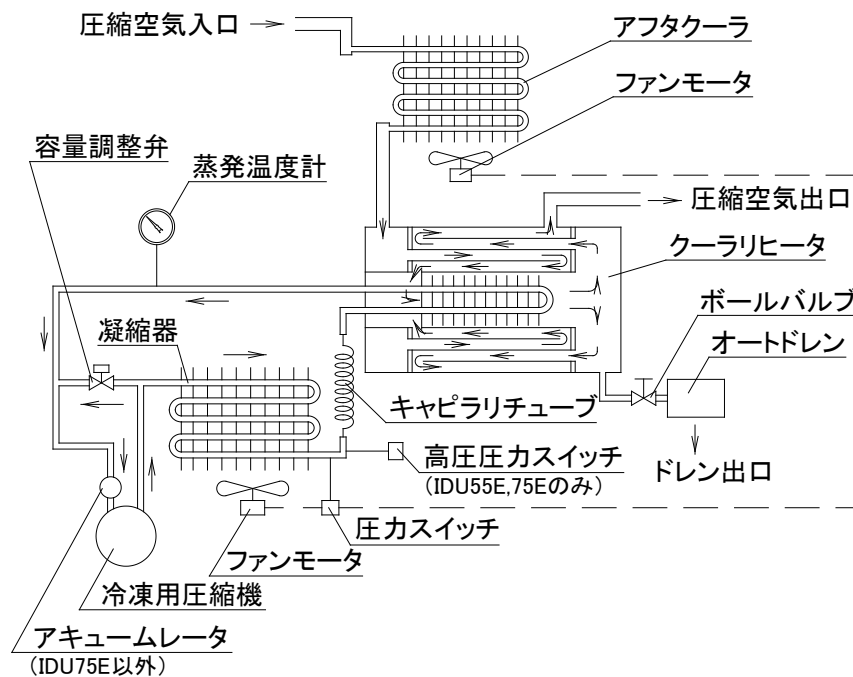 圧縮空気入口
アフタクーラ
ファンモータ
容量調整弁
蒸発温度計
圧縮空気出口
クーラリヒータ
ボールバルブ
オートドレン
凝縮器
キャピラリチューブ
高圧圧力スイッチ
(IDU55E,75Eのみ)
ドレン出口
圧力スイッチ
ファンモータ
冷凍用圧縮機
アキュームレータ
(IDU75E以外)